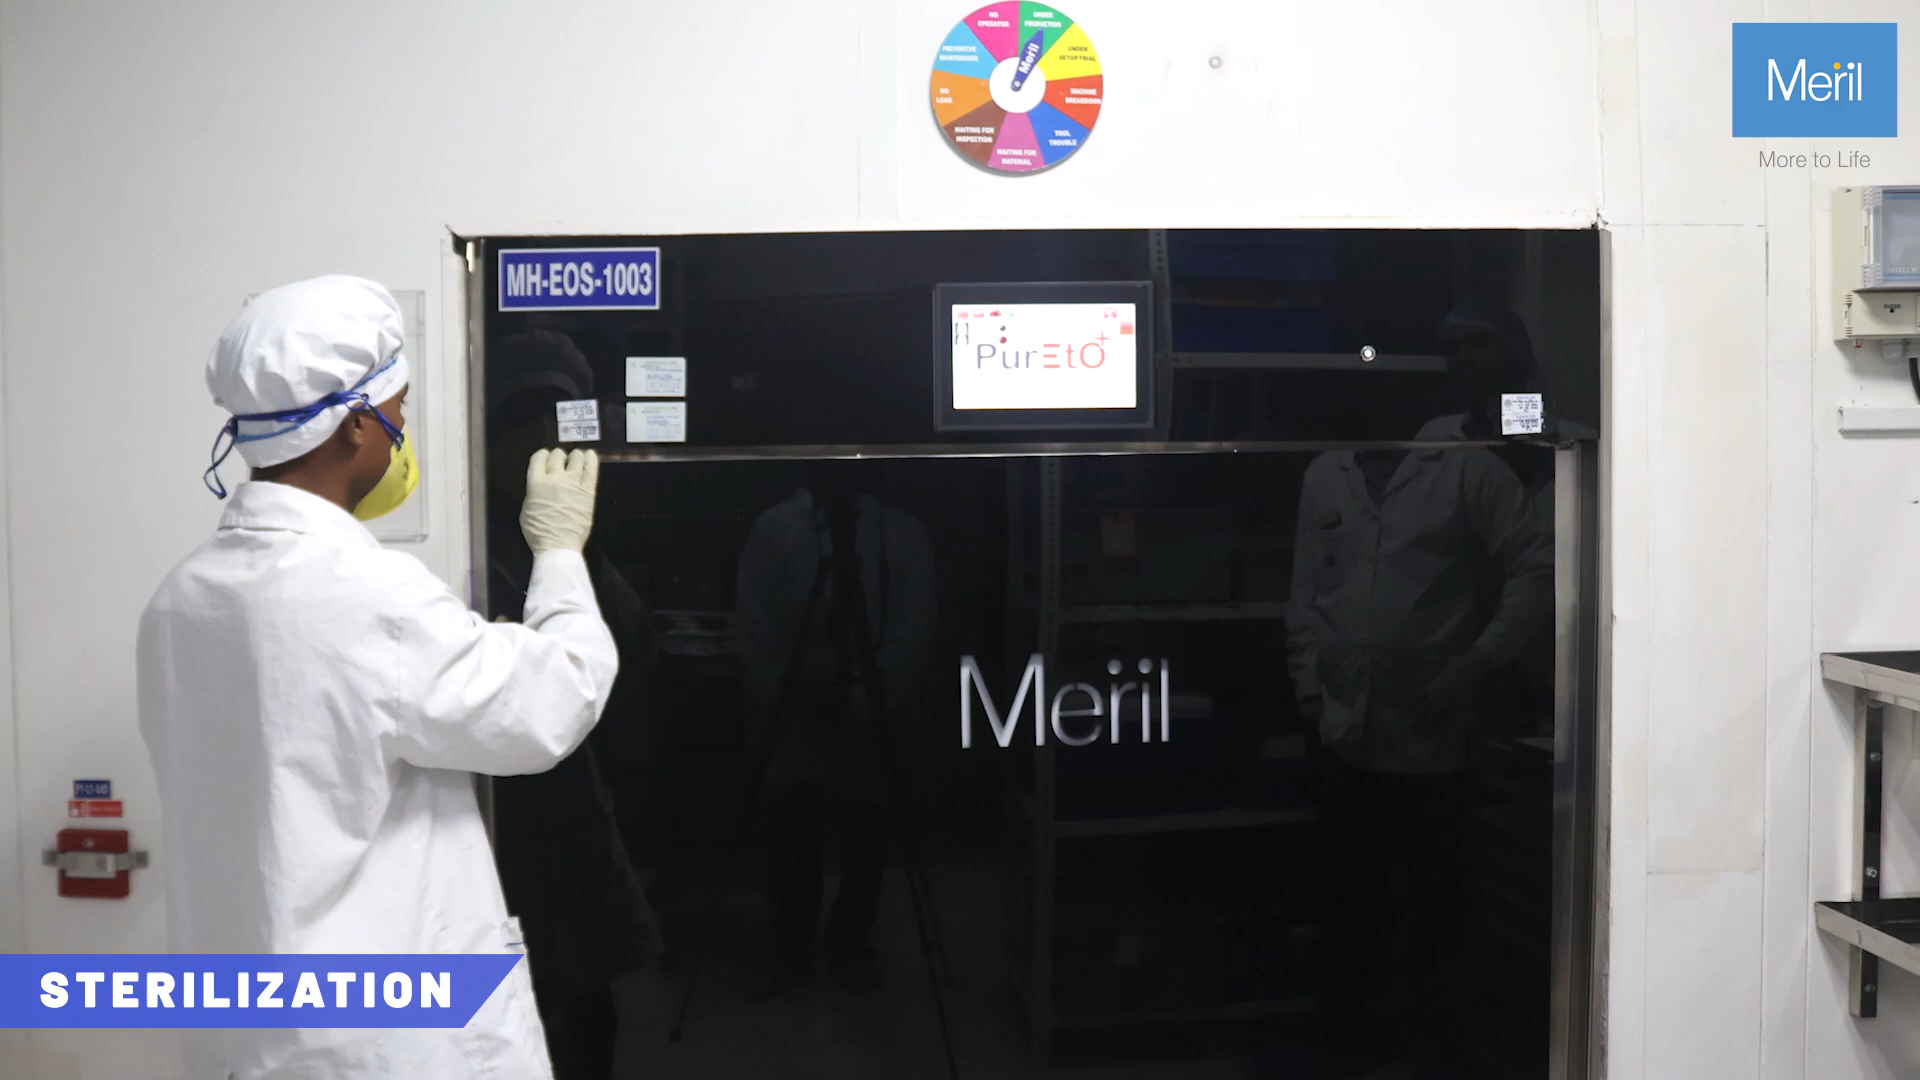 NO
OPERATOR
UNDER
PRODUCTION
PREVENTIVE
MAINTENANCE
Meril
UNDER
SETUP/TRIAL
NO
LOAD
MACHINE
BREAKDOWN
WAITING FOR
INSPECTION
TOOL
TROUBLE
WAITING FOR
MATERIAL
Meril
More to Life
MH-EOS-1003
PurEtO+
Meril
STERILIZATION